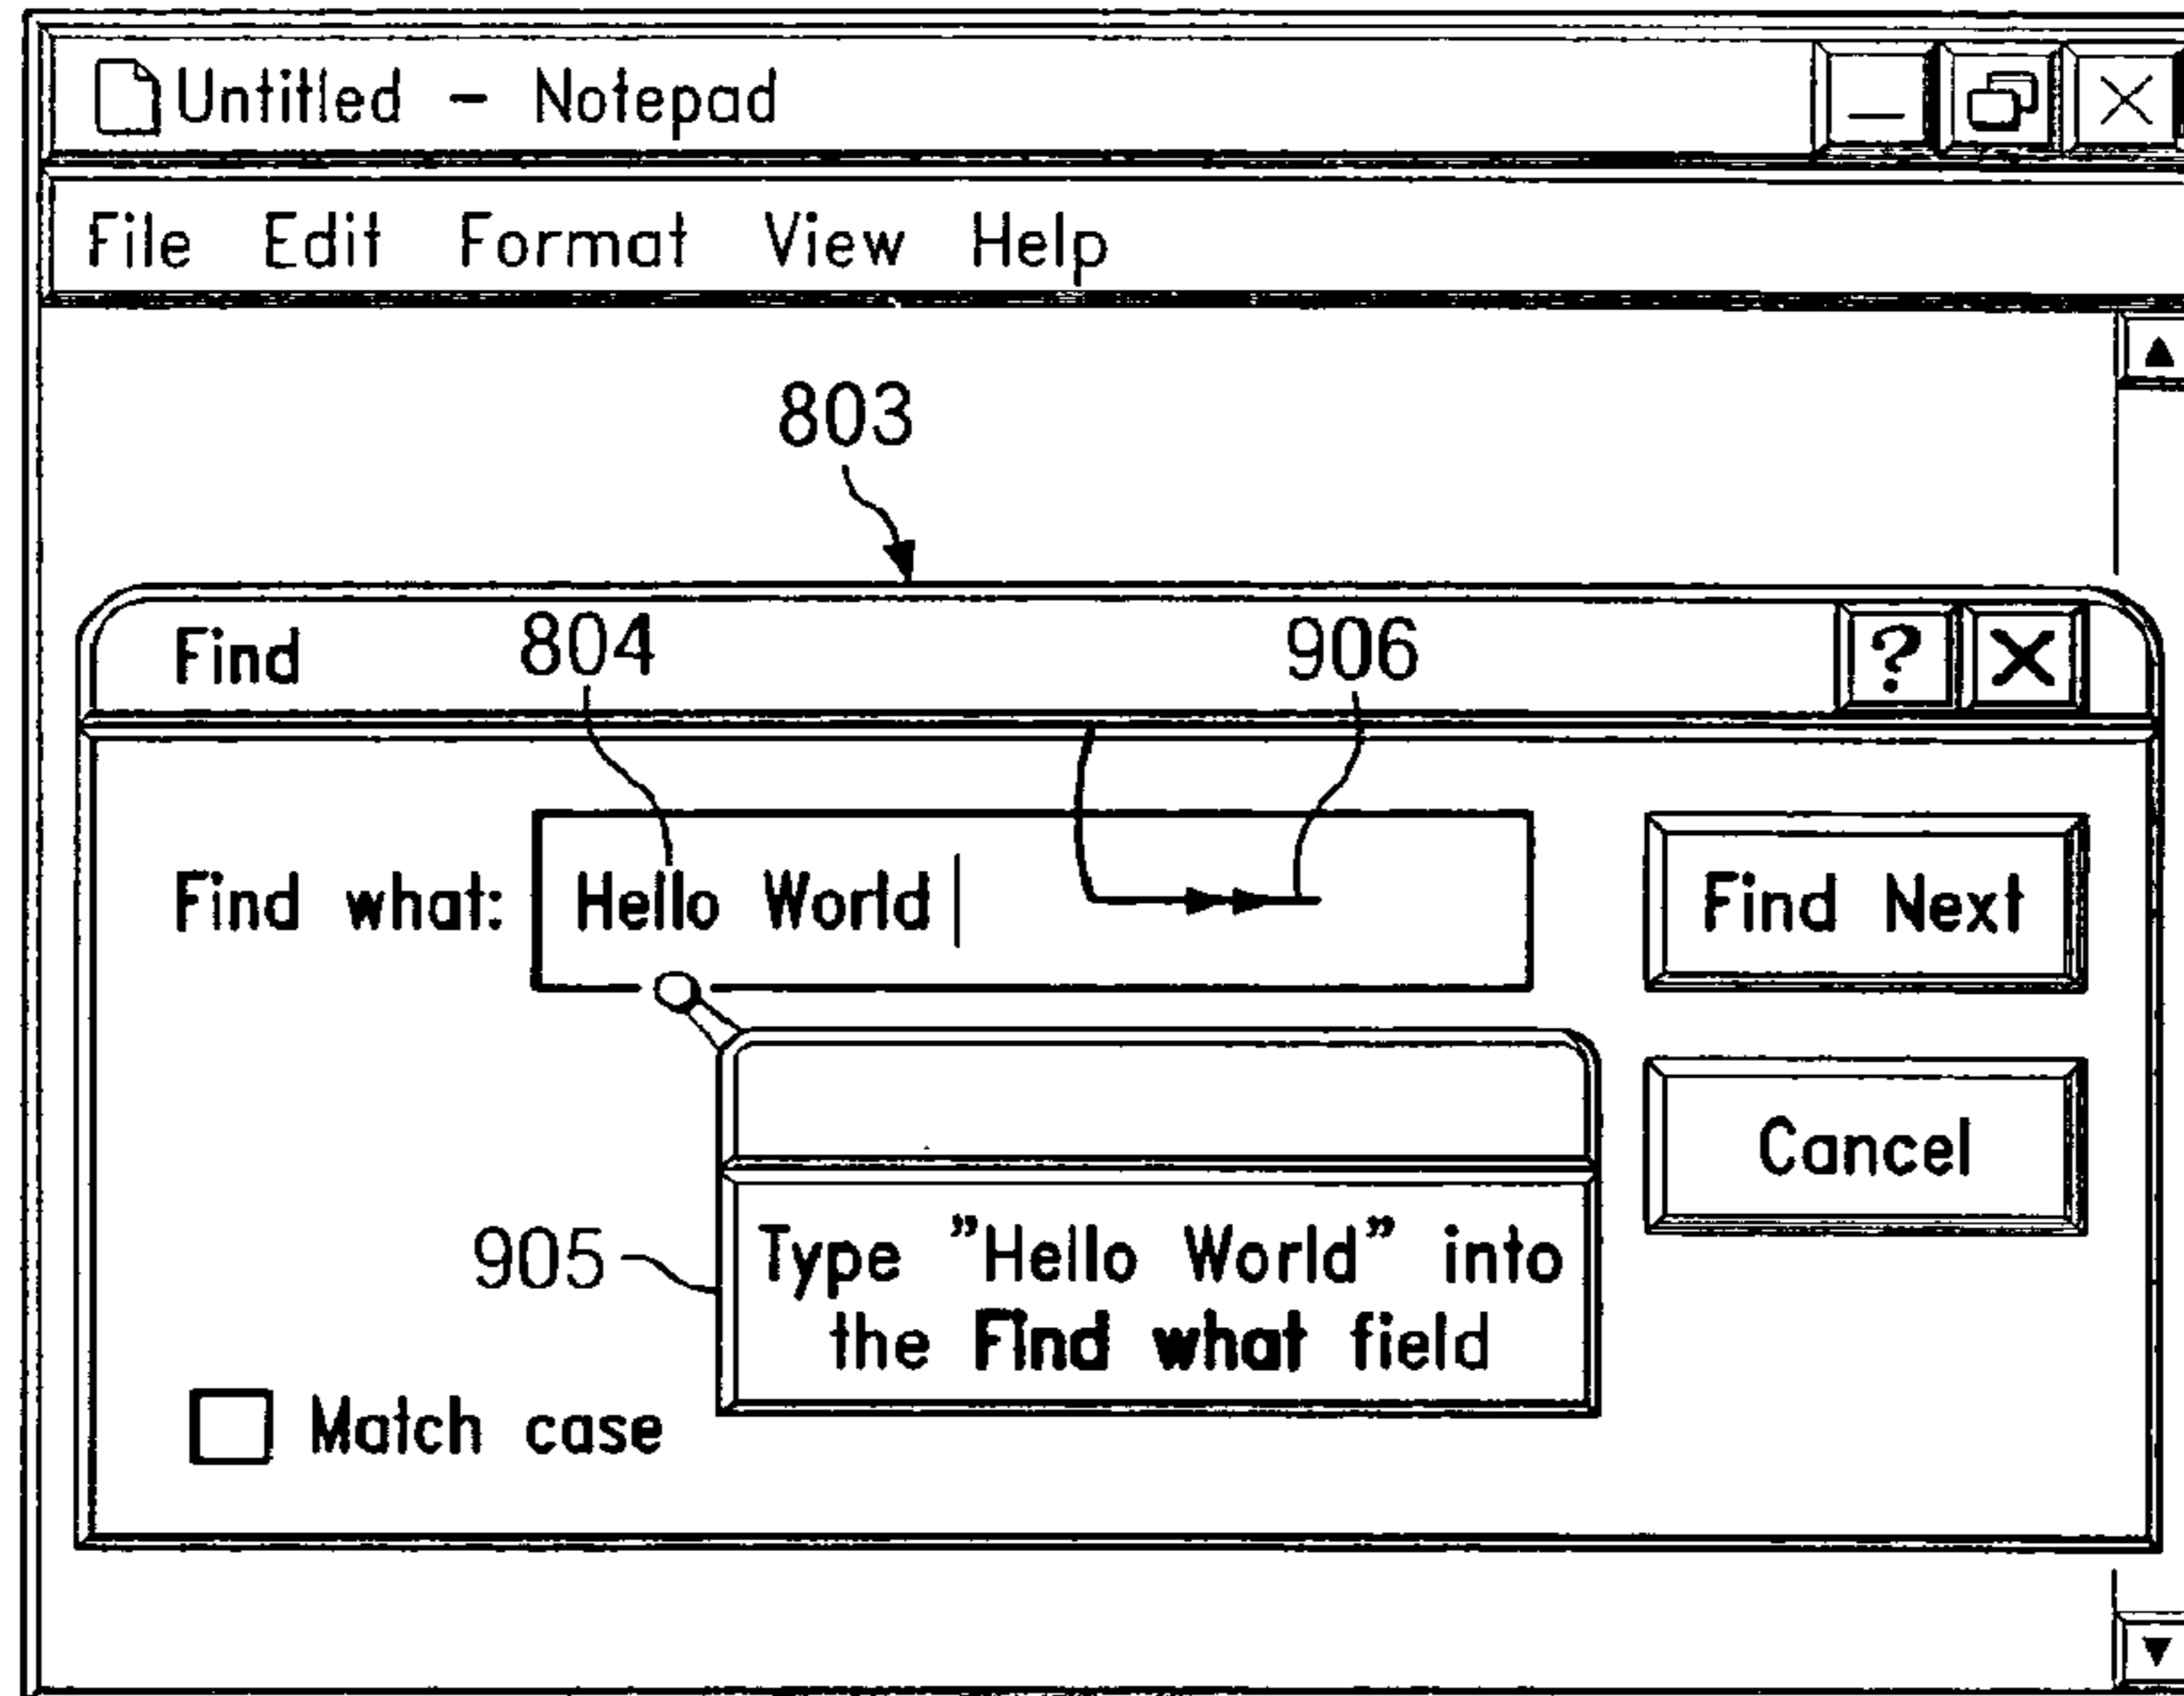 Untitled - Notepad
File Edit Format View Help
803
Find 804 906 ? X
Find what: Hello World Find Next
Cancel
905 Type ”Hello World” into
the Find what field
Match case